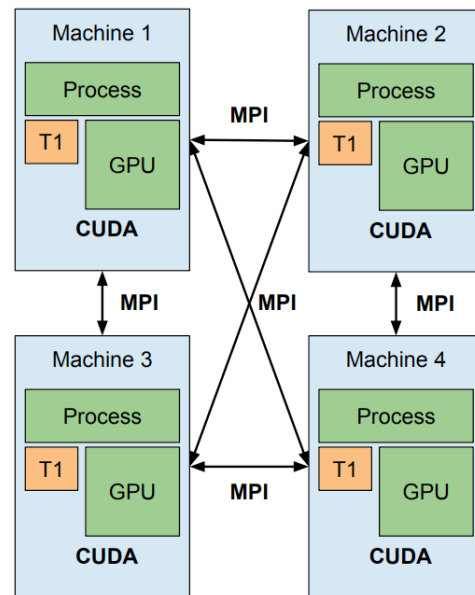 Machine 1
Process
T1
GPU
CUDA
MPI
Machine 2
Process
T1
GPU
CUDA
MPI
MPI
MPI
Machine 3
Process
T1
GPU
CUDA
MPI
Machine 4
Process
T1
GPU
CUDA